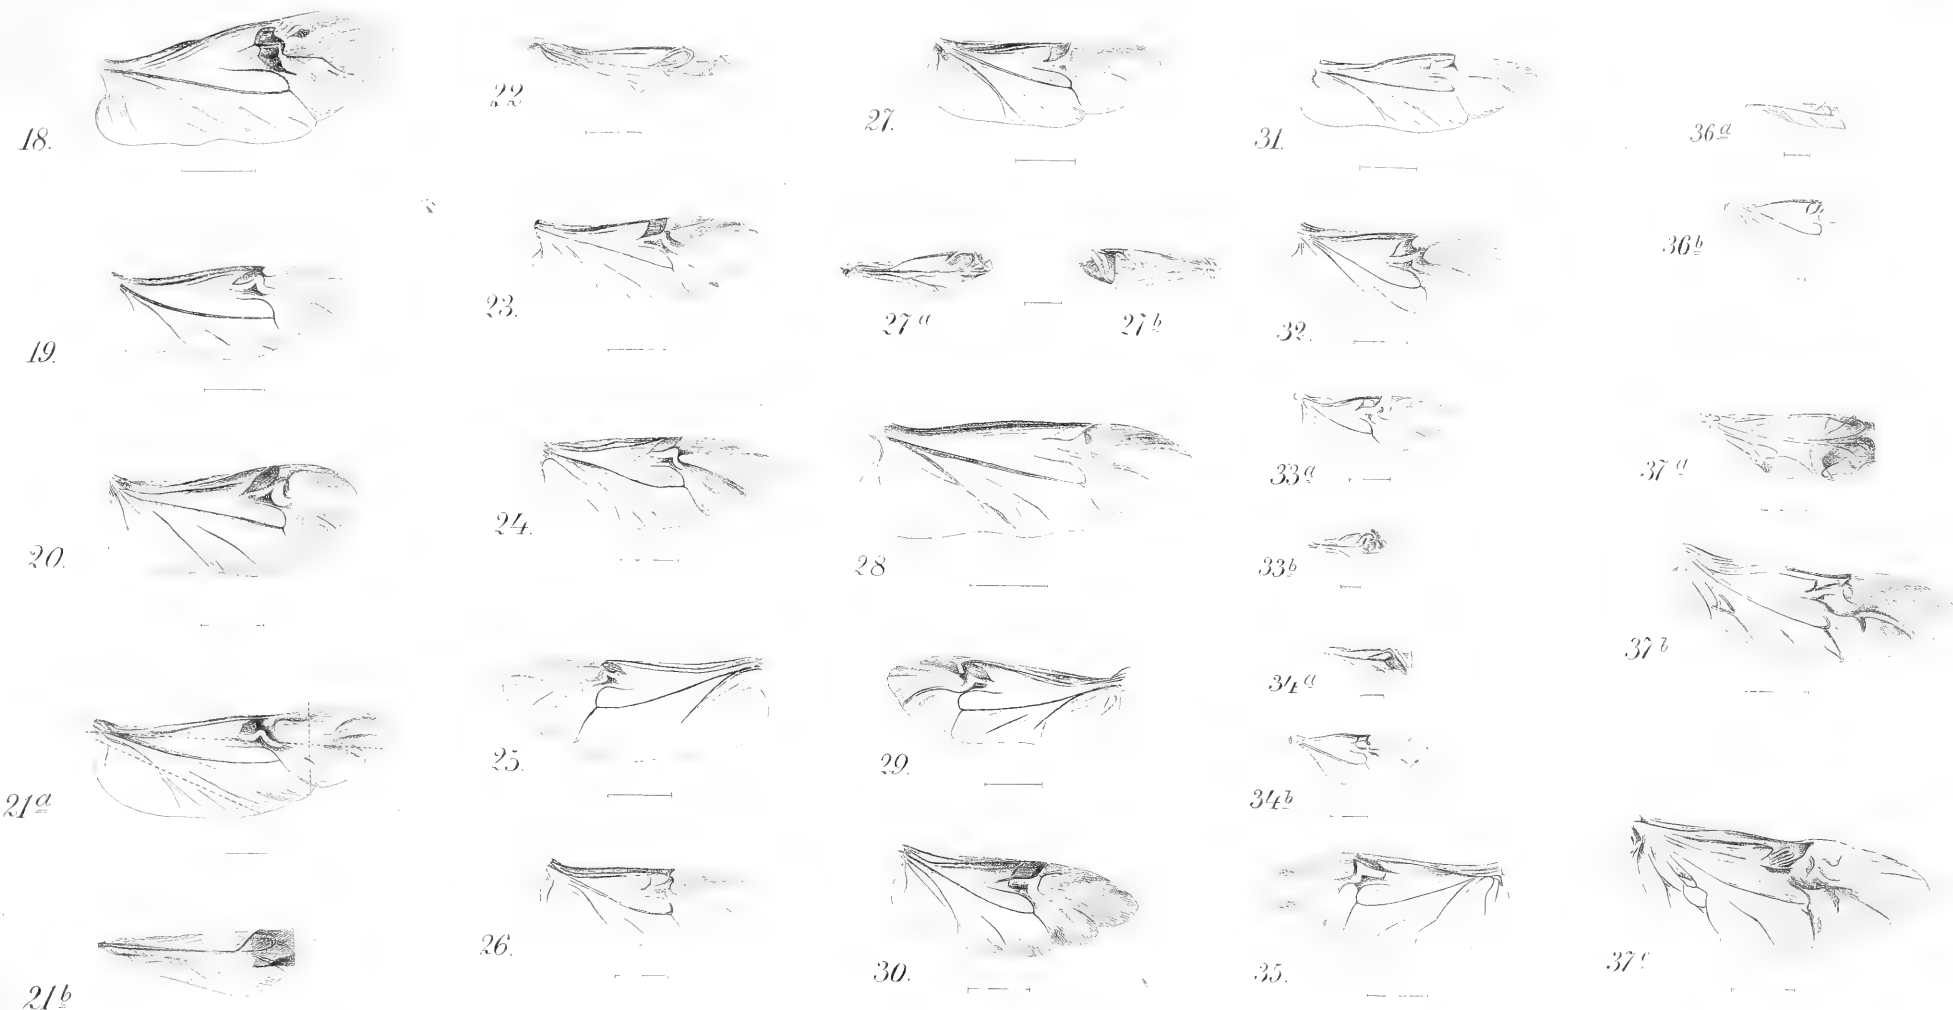 18.
19.
20.
21a
21b
22
23.
24.
25.
26.
27.
27a
27b
28
29.
30.
31.
32.
33a
33b
34a
34b
35.
36a
36b
37a
37b
37c